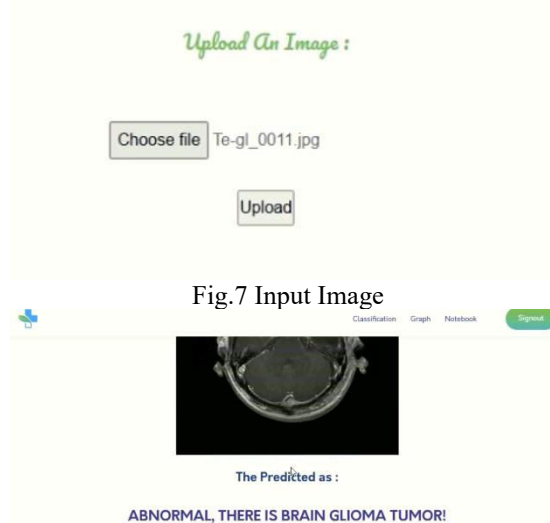 Upload An Image :
Choose file Te-gl_0011.jpg
Upload
Fig.7 Input Image
Classification Graph Notebook Signout
The Predicted as :
ABNORMAL, THERE IS BRAIN GLIOMA TUMOR!